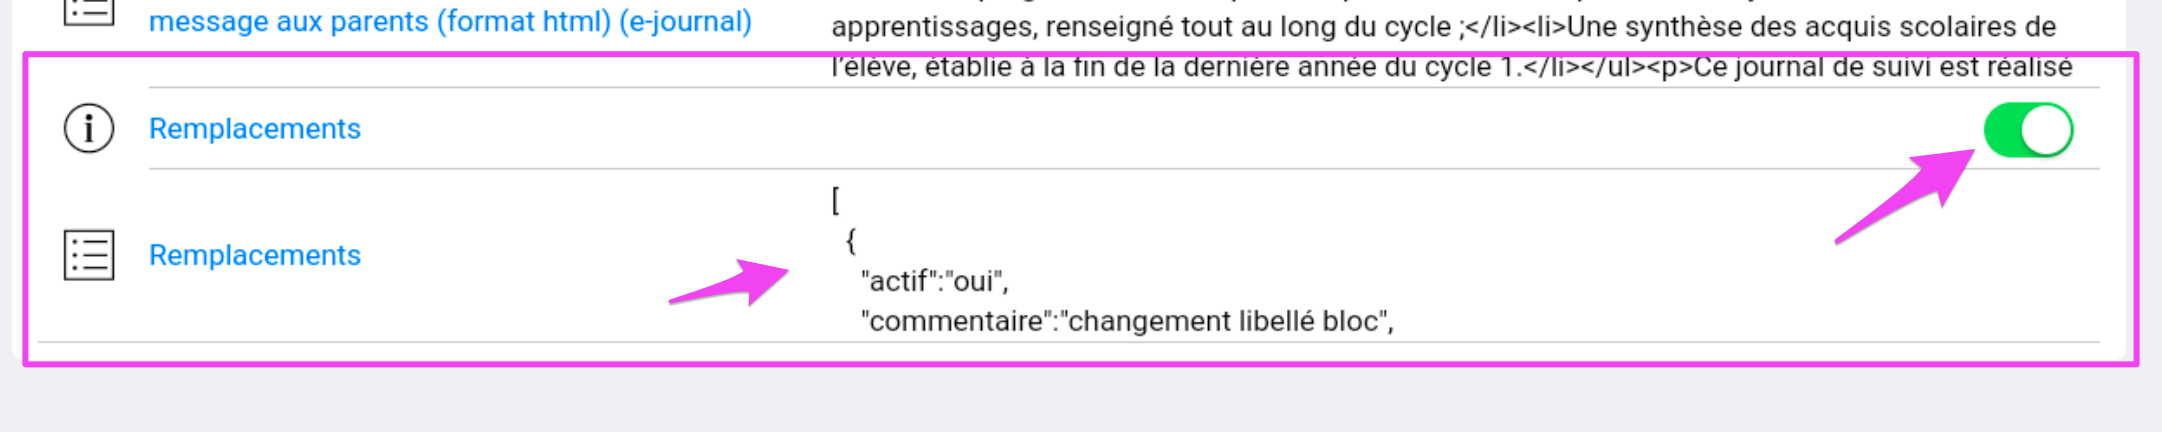 message aux parents (format html) (e-journal)
apprentissages, renseigné tout au long du cycle ;</li><li>Une synthèse des acquis scolaires de
l'élève, établie à la fin de la dernière année du cycle 1.</li></ul><p>Ce journal de suivi est réalisé
Remplacements
Remplacements
[
{
"actif":"oui",
"commentaire":"changement libellé bloc",